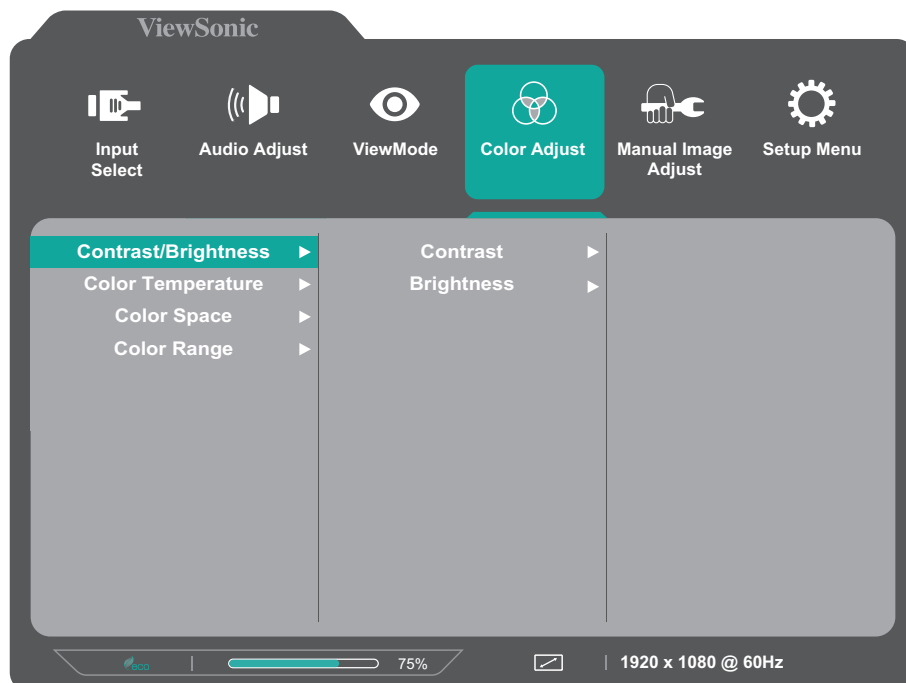 ViewSonic
Input
Select
Audio Adjust
ViewMode
Color Adjust
Manual Image
Adjust
Setup Menu
Contrast/Brightness
Color Temperature
Color Space
Color Range
Contrast
Brightness
eco
75%
1920 x 1080 @ 60Hz